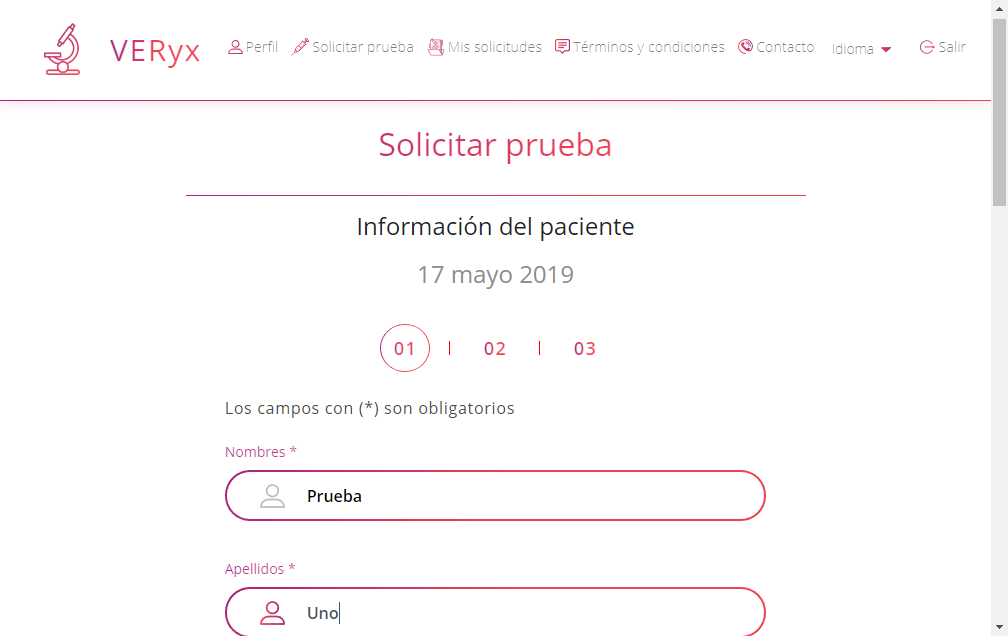 VERyx
Perfil Solicitar prueba Mis solicitudes Términos y condiciones Contacto Idioma Salir
Solicitar prueba
Información del paciente
17 mayo 2019
01 | 02 | 03
Los campos con (*) son obligatorios
Nombres *
Prueba
Apellidos *
Uno